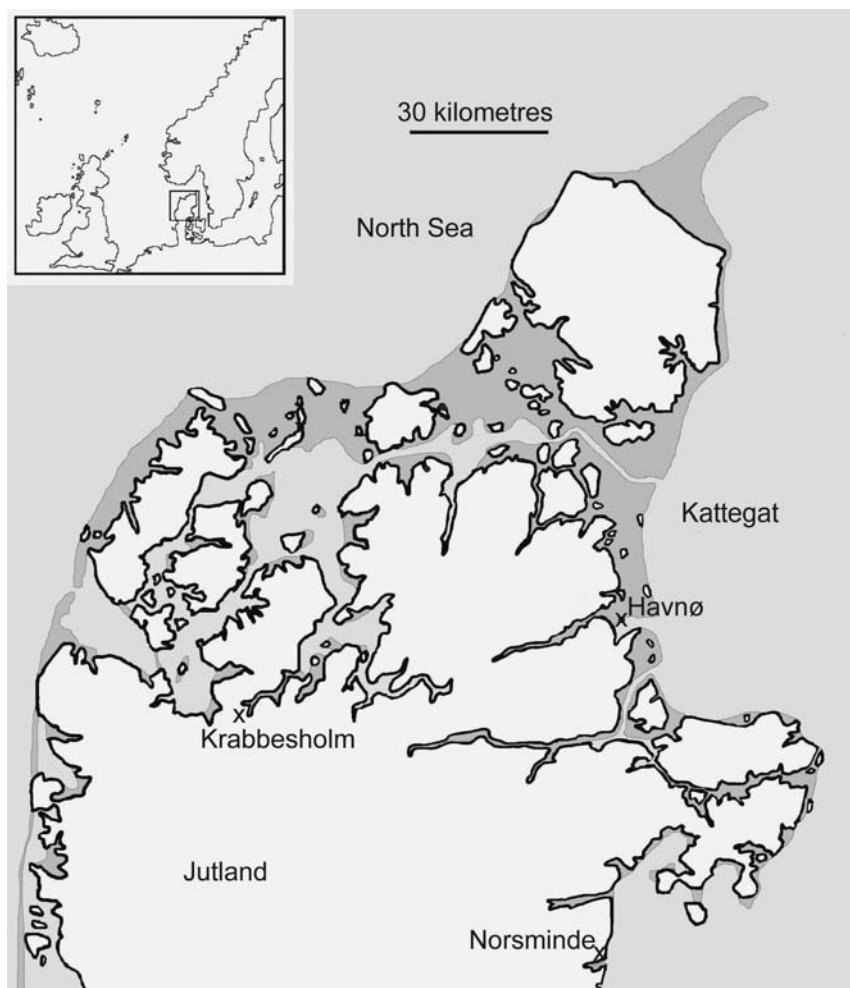 30 kilometres
North Sea
Kattegat
x Havnø
x
Krabbesholm
Jutland
Norsminde x